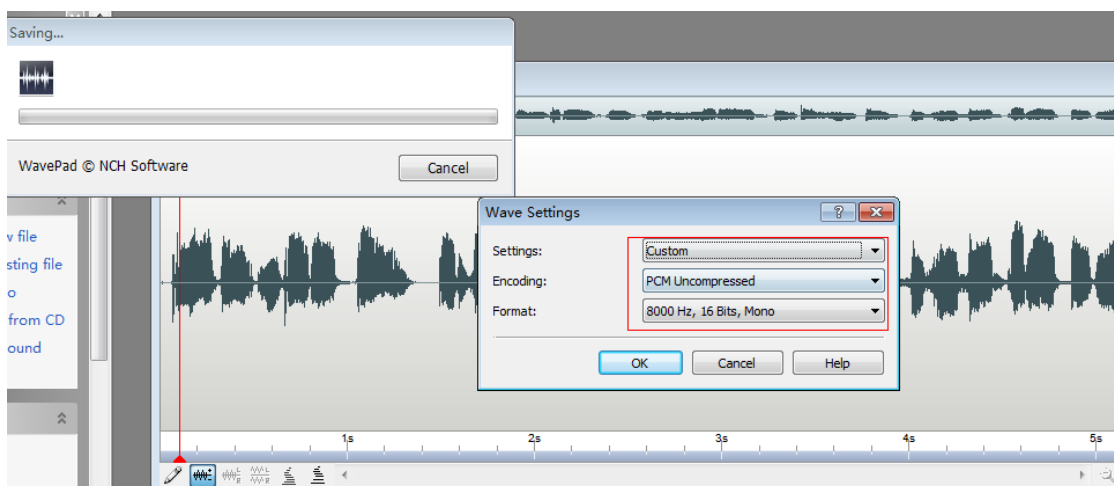 Saving...
WavePad © NCH Software
Cancel
Wave Settings
Settings:
Custom
Encoding:
PCM Uncompressed
Format:
8000 Hz, 16 Bits, Mono
OK
Cancel
Help
file
sting file
o
from CD
ound
1s
2s
3s
4s
5s